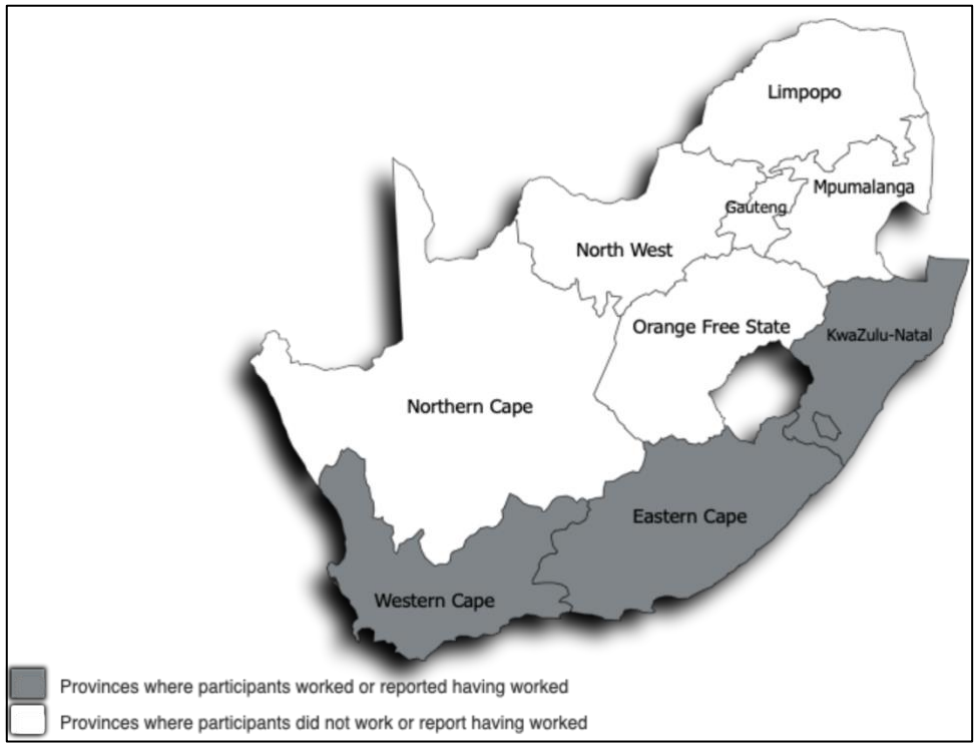 Limpopo
Mpumalanga
Gauteng
North West
Orange Free State
KwaZulu-Natal
Northern Cape
Eastern Cape
Western Cape
Provinces where participants worked or reported having worked
Provinces where participants did not work or report having worked